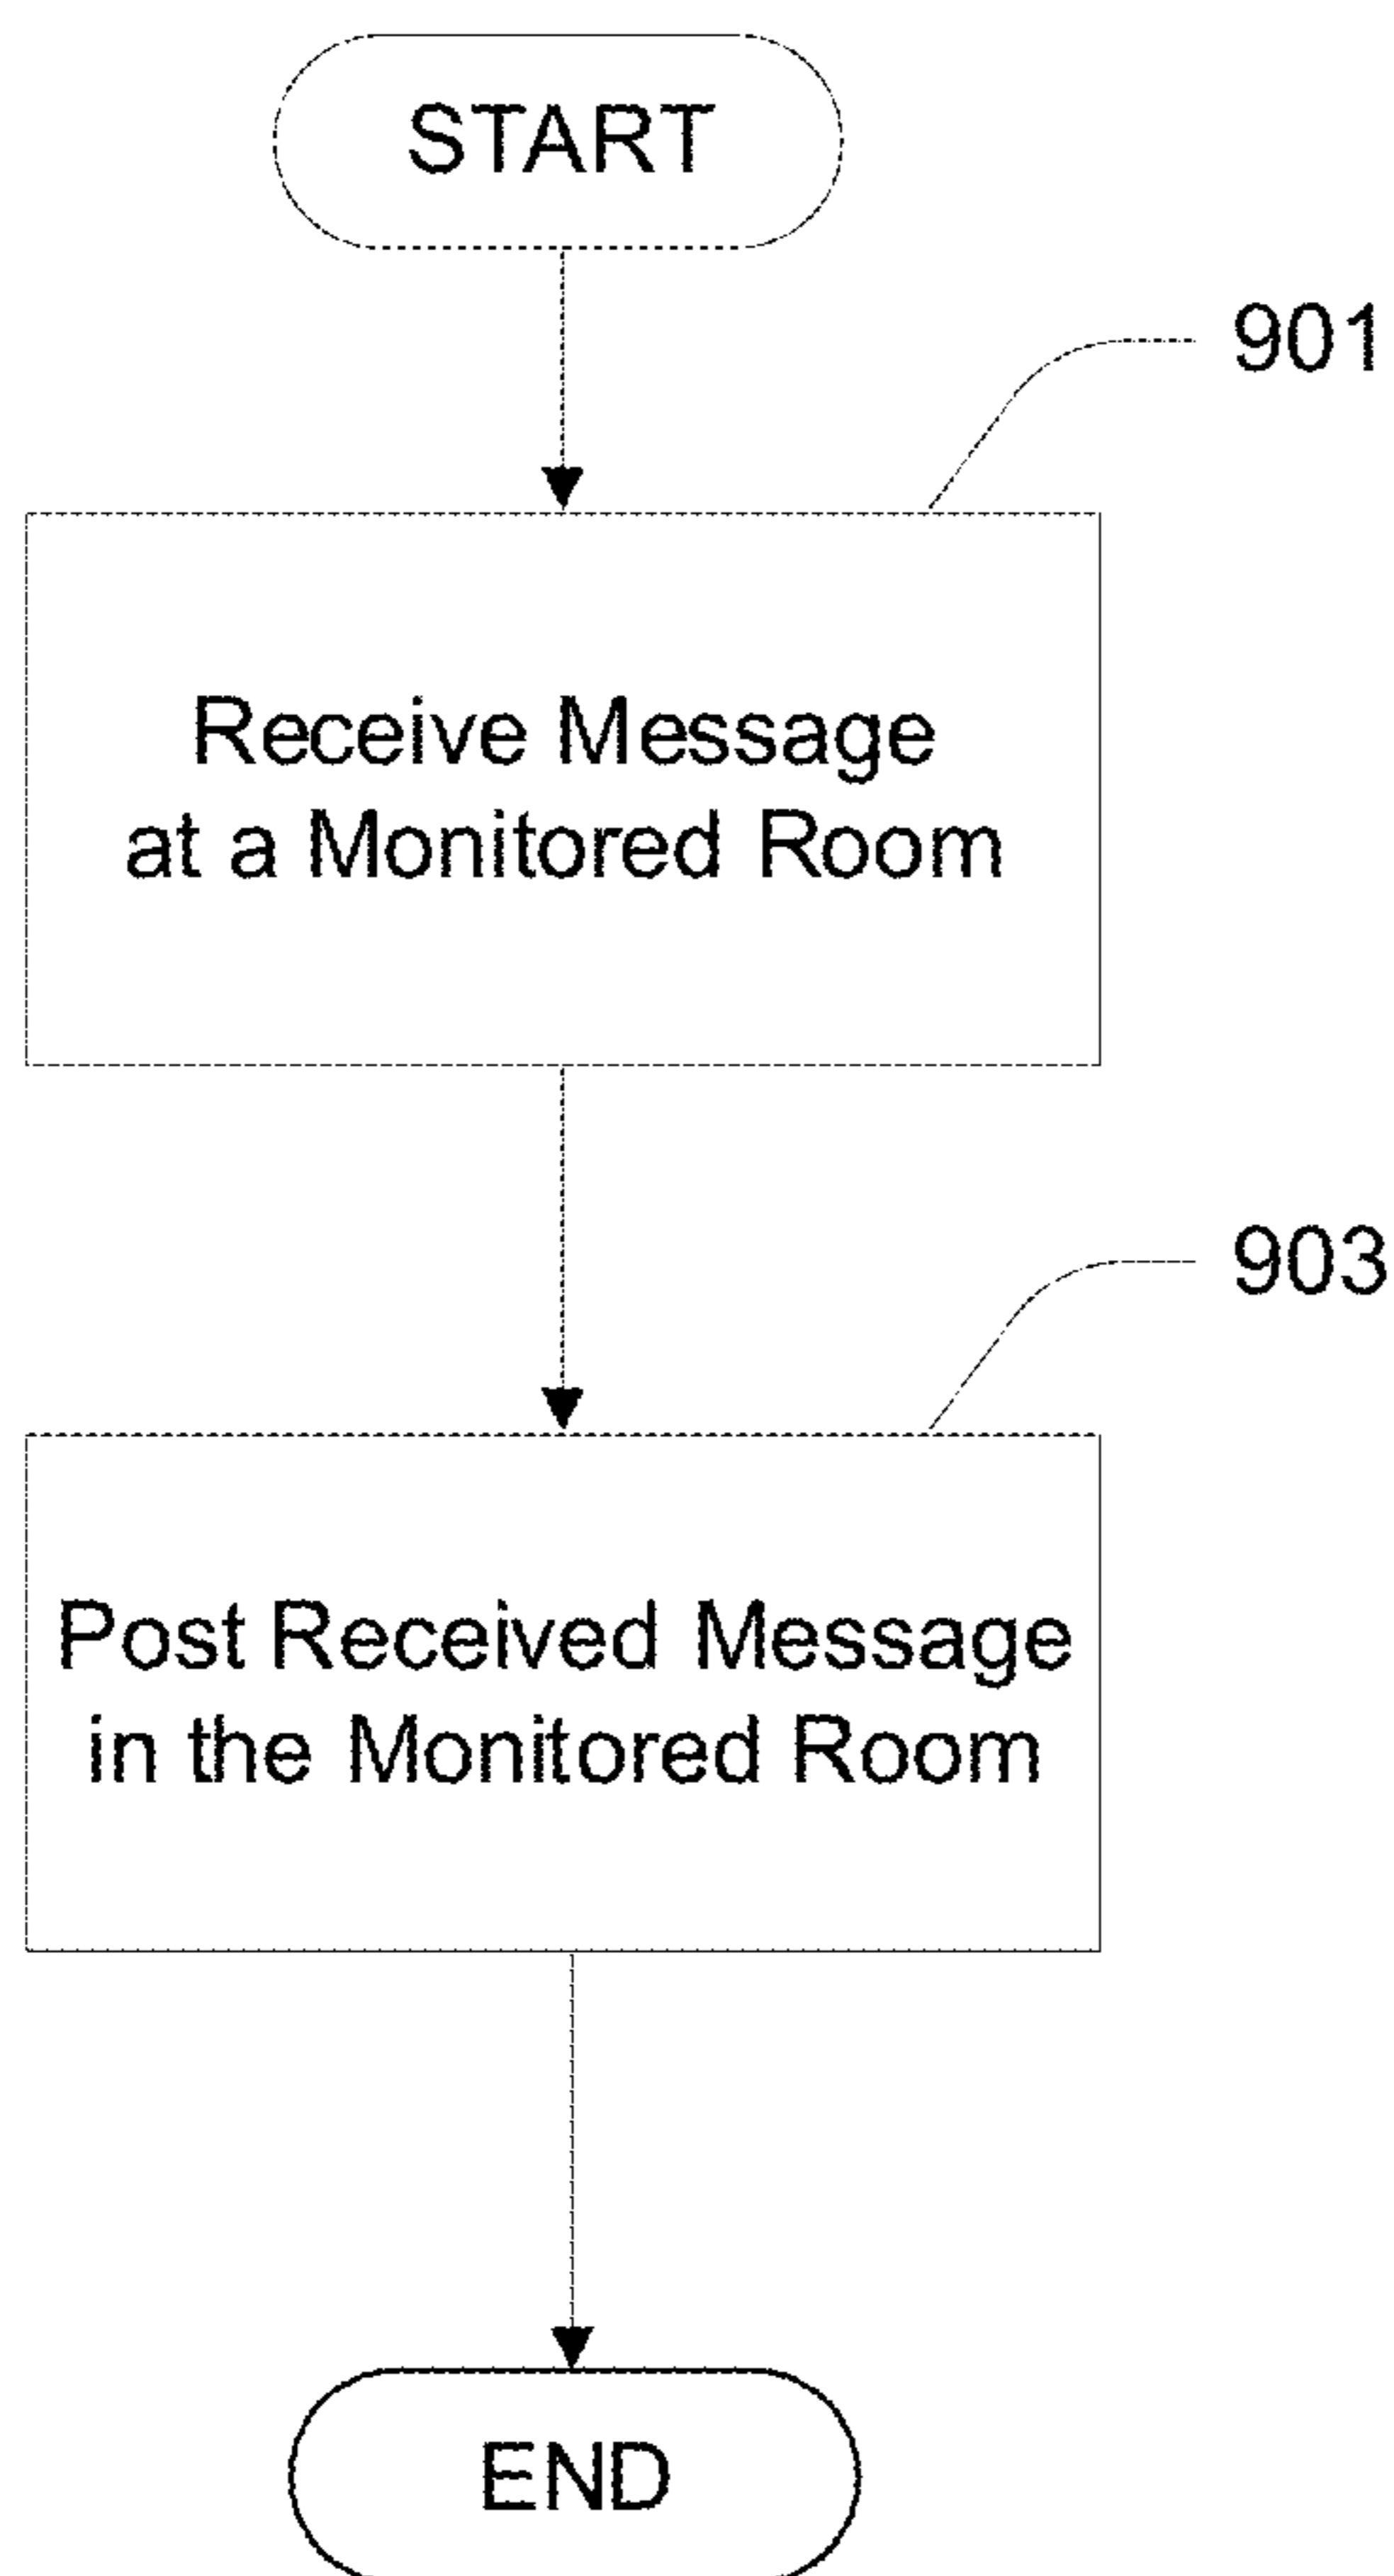 START
901
Receive Message
at a Monitored Room
903
Post Received Message
in the Monitored Room
END